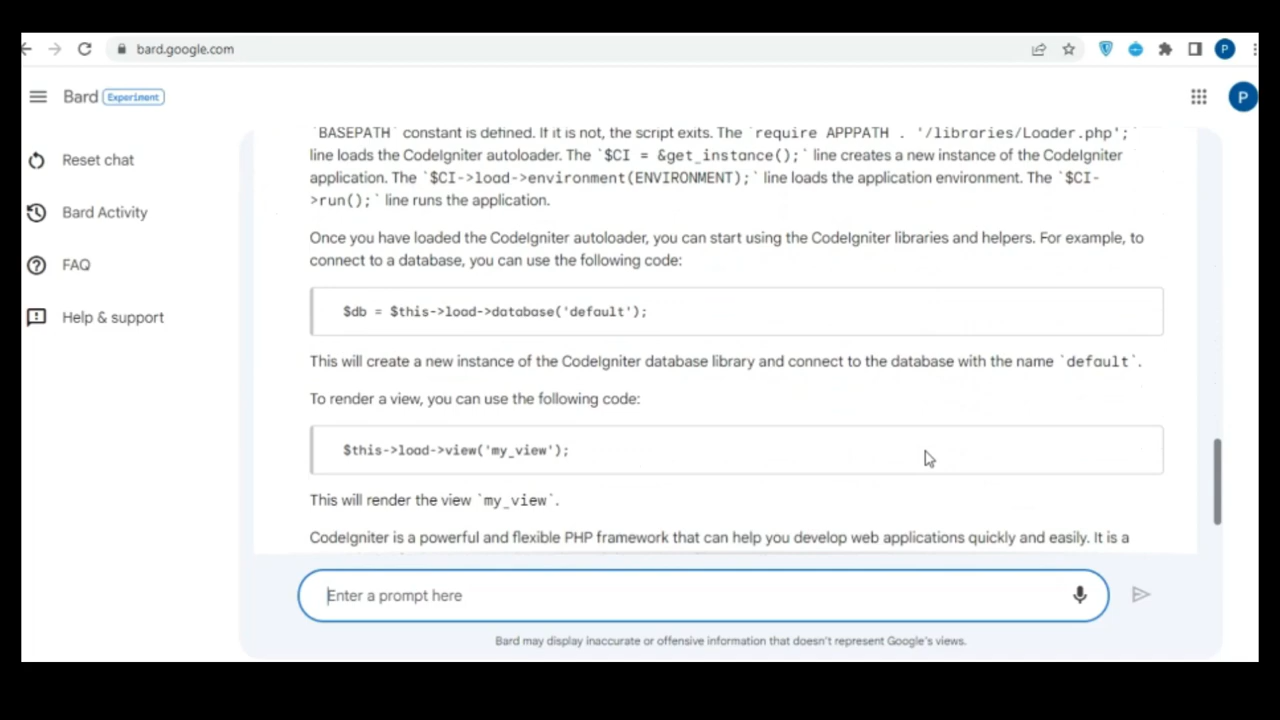 bard.google.com
P
Bard Experiment
P
Reset chat
Bard Activity
FAQ
Help & support
`BASEPATH` constant is defined. If it is not, the script exits. The `require APPPATH . '/libraries/Loader.php';`
line loads the CodeIgniter autoloader. The `$CI = &get_instance();` line creates a new instance of the CodeIgniter
application. The `$CI->load->environment(ENVIRONMENT);` line loads the application environment. The `$CI-
>run();` line runs the application.
Once you have loaded the CodeIgniter autoloader, you can start using the CodeIgniter libraries and helpers. For example, to
connect to a database, you can use the following code:
$db = $this->load->database('default');
This will create a new instance of the CodeIgniter database library and connect to the database with the name `default`.
To render a view, you can use the following code:
$this->load->view('my_view');
This will render the view `my_view`.
CodeIgniter is a powerful and flexible PHP framework that can help you develop web applications quickly and easily. It is a
Enter a prompt here
Bard may display inaccurate or offensive information that doesn't represent Google's views.